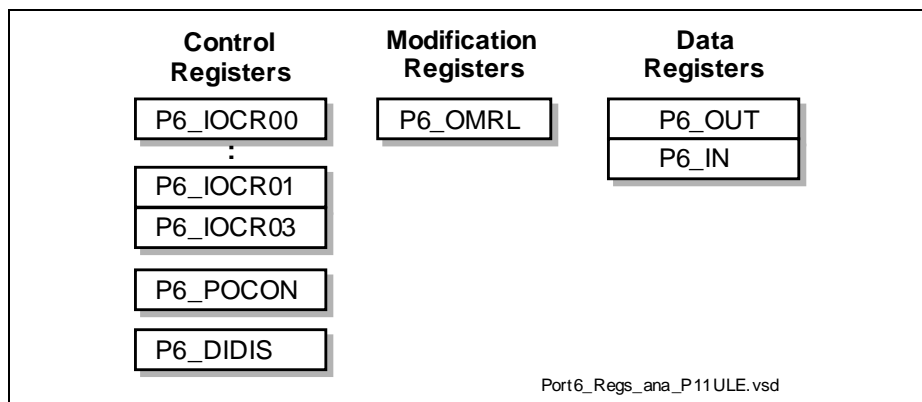 Control
Registers
P6_IOCR00
:
P6_IOCR01
P6_IOCR03
P6_POCON
P6_DIDIS
Modification
Registers
P6_OMRL
Data
Registers
P6_OUT
P6_IN
Port6_Regs_ana_P11ULE.vsd